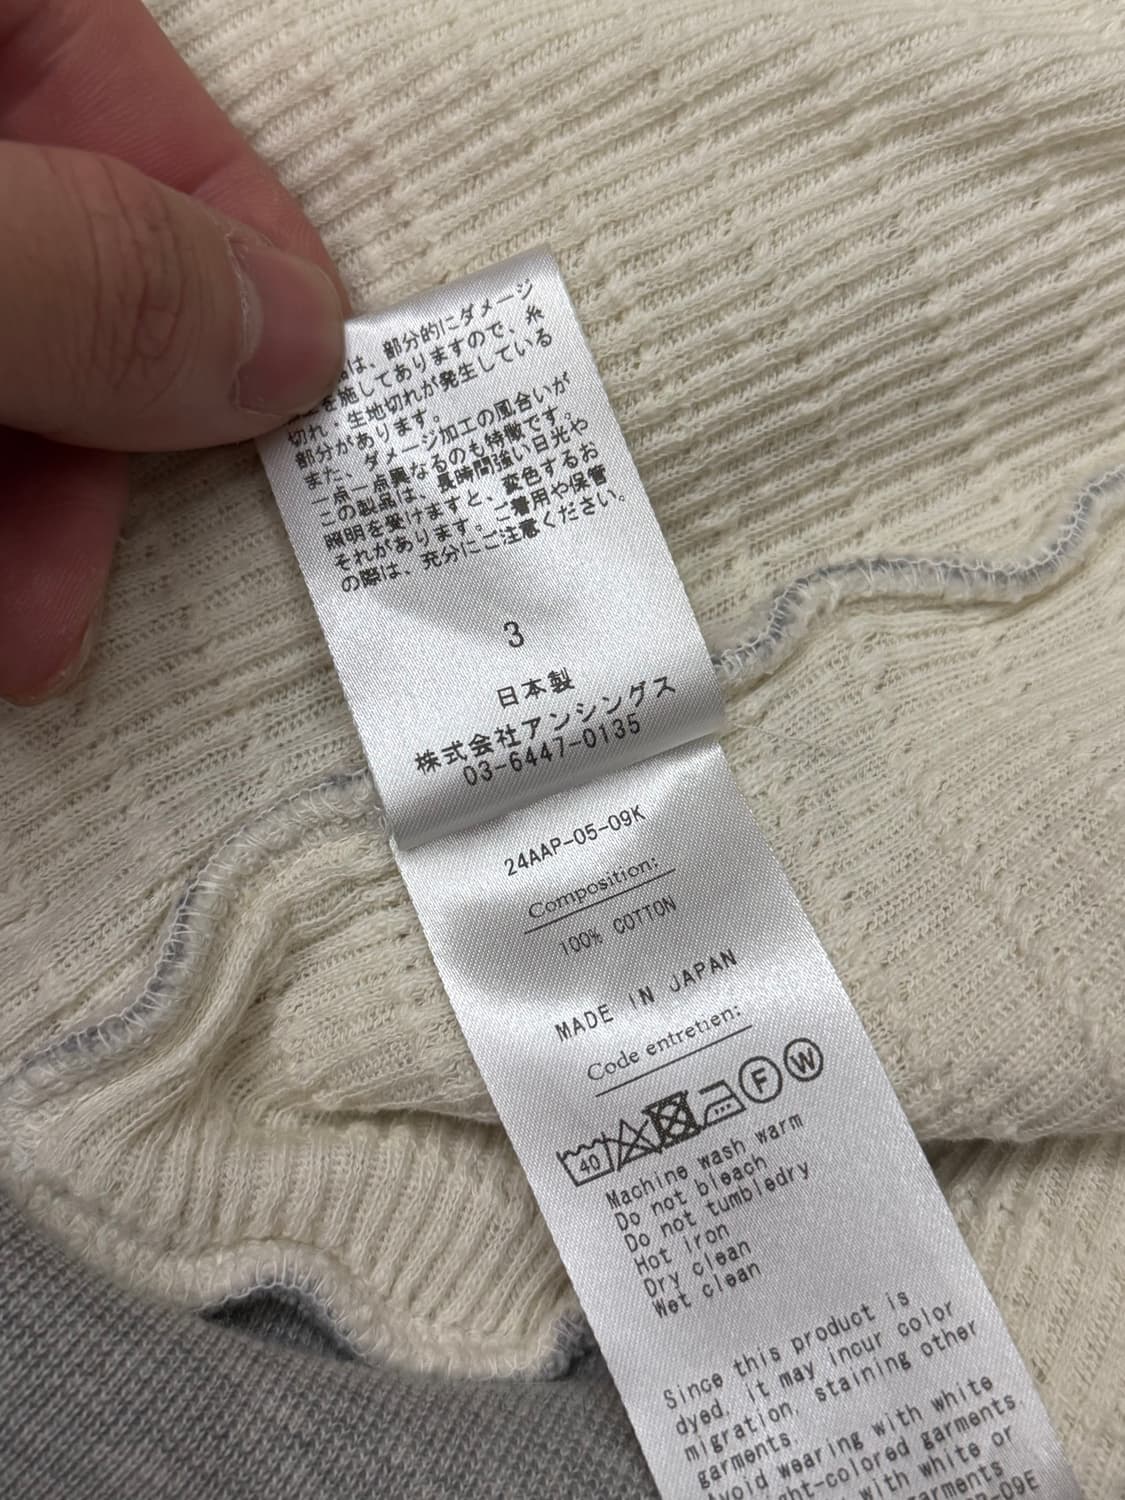 は、部分的にダメージ
を施してありますので、糸
切れ、生地切れが発生している
部分があります。
また、ダメージ加工の風合いが
一点一点異なるのも特徴です。
この製品は、長時間強い日光や
照明を受けますと、変色するお
それがあります。ご着用や保管
の際は、充分にご注意ください。
3
日本製
株式会社アンシングス
03-6447-0135
24AAP-05-09K
Composition:
100% COTTON
MADE IN JAPAN
Code entretien:
40 F W
Machine wash warm
Do not bleach
Do not tumbledry
Hot iron
Dry clean
Wet clean
Since this product is
dyed, it may incur color
migration, staining other
garments.
Avoid wearing with white
ght-colored garments,
with white or
garments
-09E